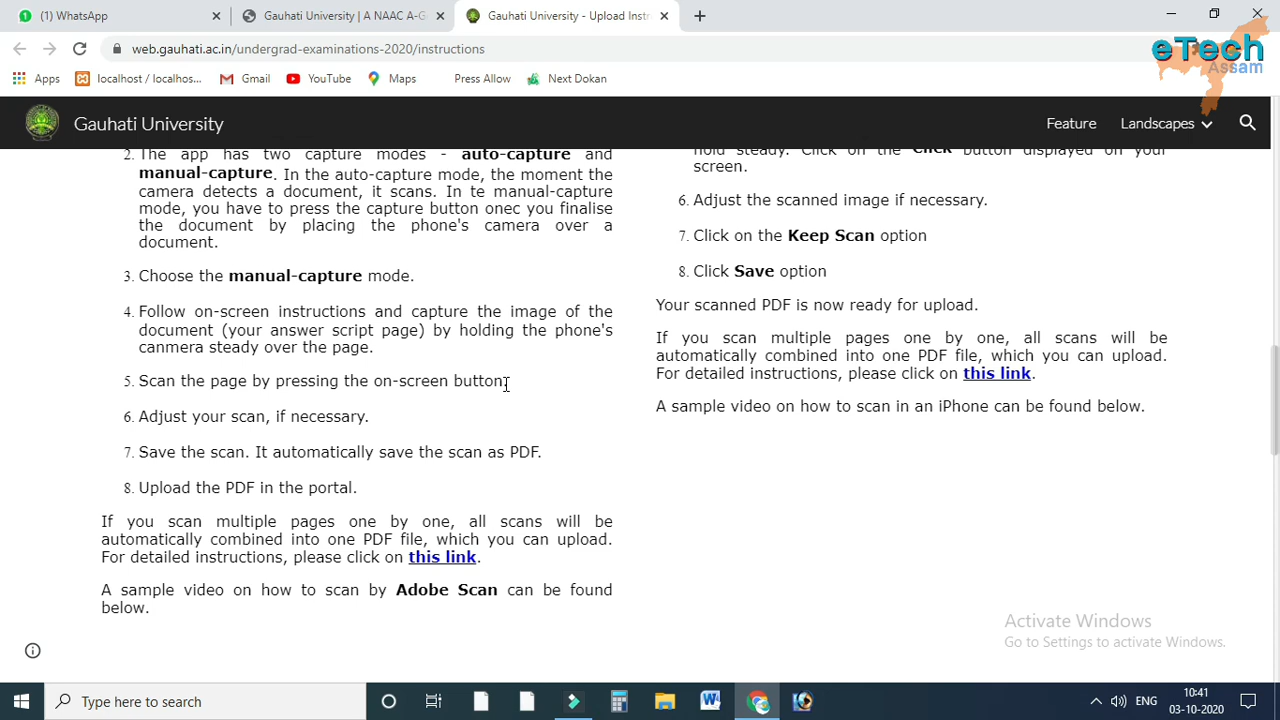 (1) WhatsApp
Gauhati University | A NAAC A-G
Gauhati University - Upload Instr
web.gauhati.ac.in/undergrad-examinations-2020/instructions
Apps
localhost / localhos...
Gmail
YouTube
Maps
Press Allow
Next Dokan
eTech
Assam
Gauhati University
Feature
Landscapes
2. The app has two capture modes - auto-capture and
manual-capture. In the auto-capture mode, the moment the
camera detects a document, it scans. In te manual-capture
mode, you have to press the capture button onec you finalise
the document by placing the phone's camera over a
document.
3. Choose the manual-capture mode.
4. Follow on-screen instructions and capture the image of the
document (your answer script page) by holding the phone's
canmera steady over the page.
5. Scan the page by pressing the on-screen button.
6. Adjust your scan, if necessary.
7. Save the scan. It automatically save the scan as PDF.
8. Upload the PDF in the portal.
If you scan multiple pages one by one, all scans will be
automatically combined into one PDF file, which you can upload.
For detailed instructions, please click on this link.
A sample video on how to scan by Adobe Scan can be found
below.
hold steady. Click on the Click button displayed on your
screen.
6. Adjust the scanned image if necessary.
7. Click on the Keep Scan option
8. Click Save option
Your scanned PDF is now ready for upload.
If you scan multiple pages one by one, all scans will be
automatically combined into one PDF file, which you can upload.
For detailed instructions, please click on this link.
A sample video on how to scan in an iPhone can be found below.
Activate Windows
Go to Settings to activate Windows.
Type here to search
ENG
10:41
03-10-2020